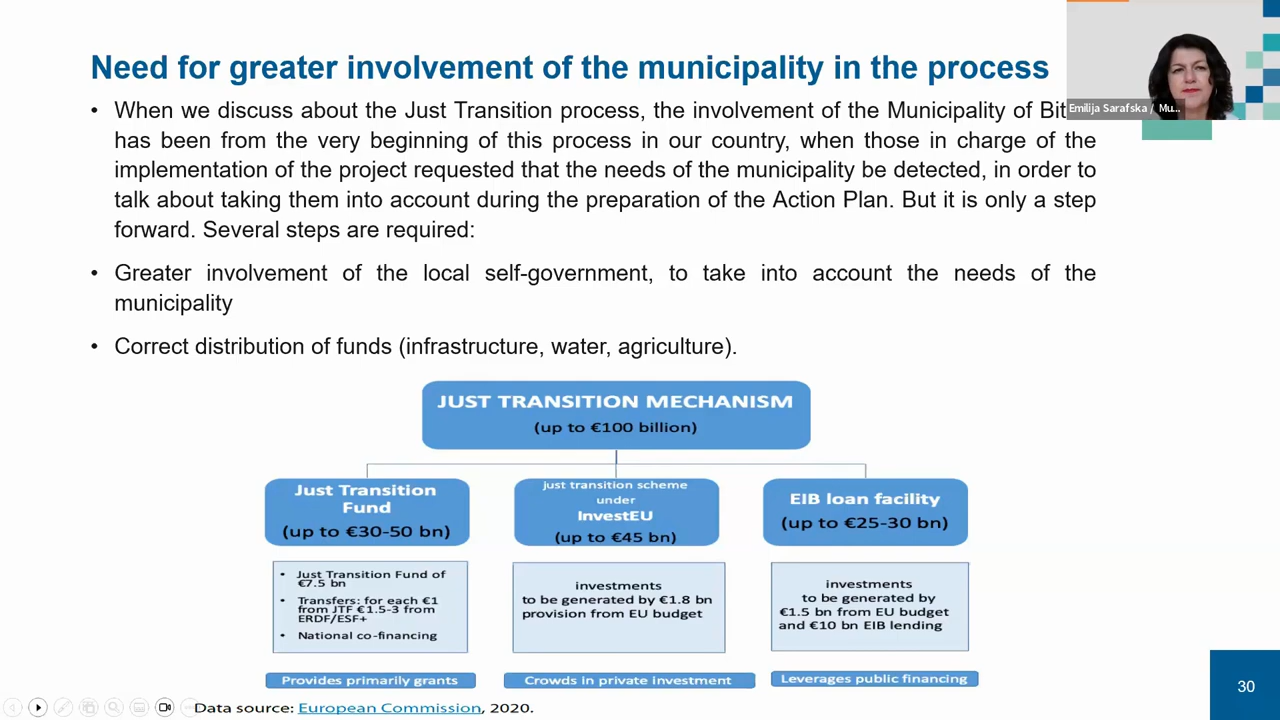 Need for greater involvement of the municipality in the process
Emilija Sarafska / Mu...
• When we discuss about the Just Transition process, the involvement of the Municipality of Bit
has been from the very beginning of this process in our country, when those in charge of the
implementation of the project requested that the needs of the municipality be detected, in order to
talk about taking them into account during the preparation of the Action Plan. But it is only a step
forward. Several steps are required:
• Greater involvement of the local self-government, to take into account the needs of the
municipality
• Correct distribution of funds (infrastructure, water, agriculture).
JUST TRANSITION MECHANISM
(up to €100 billion)
Just Transition
Fund
(up to €30-50 bn)
just transition scheme
under
InvestEU
(up to €45 bn)
EIB loan facility
(up to €25-30 bn)
• Just Transition Fund of
€7.5 bn
• Transfers: for each €1
from JTF €1.5-3 from
ERDF/ESF+
• National co-financing
investments
to be generated by €1.8 bn
provision from EU budget
investments
to be generated by
€1.5 bn from EU budget
and €10 bn EIB lending
Provides primarily grants
Crowds in private investment
Leverages public financing
Data source: European Commission, 2020.
30